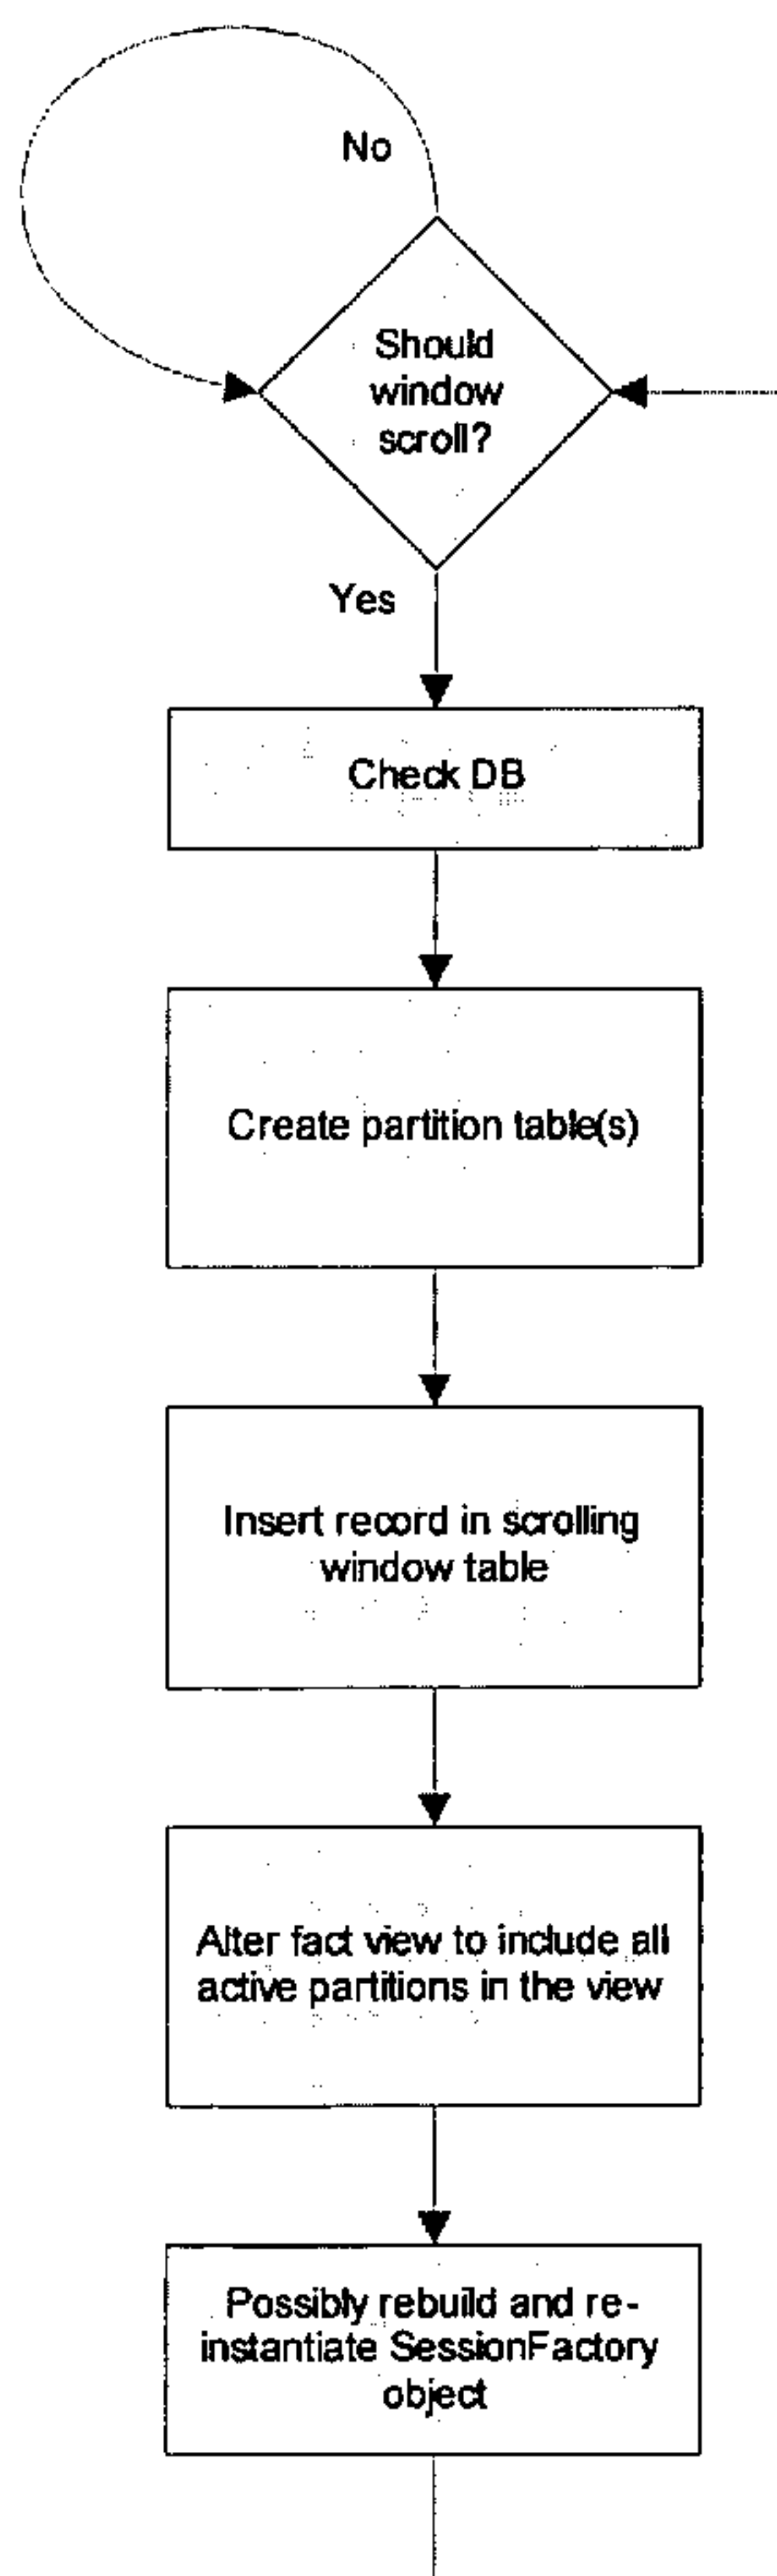 No
Should
window
scroll?
Yes
Check DB
Create partition table(s)
Insert record in scrolling
window table
Alter fact view to include all
active partitions in the view
Possibly rebuild and re-
instantiate SessionFactory
object